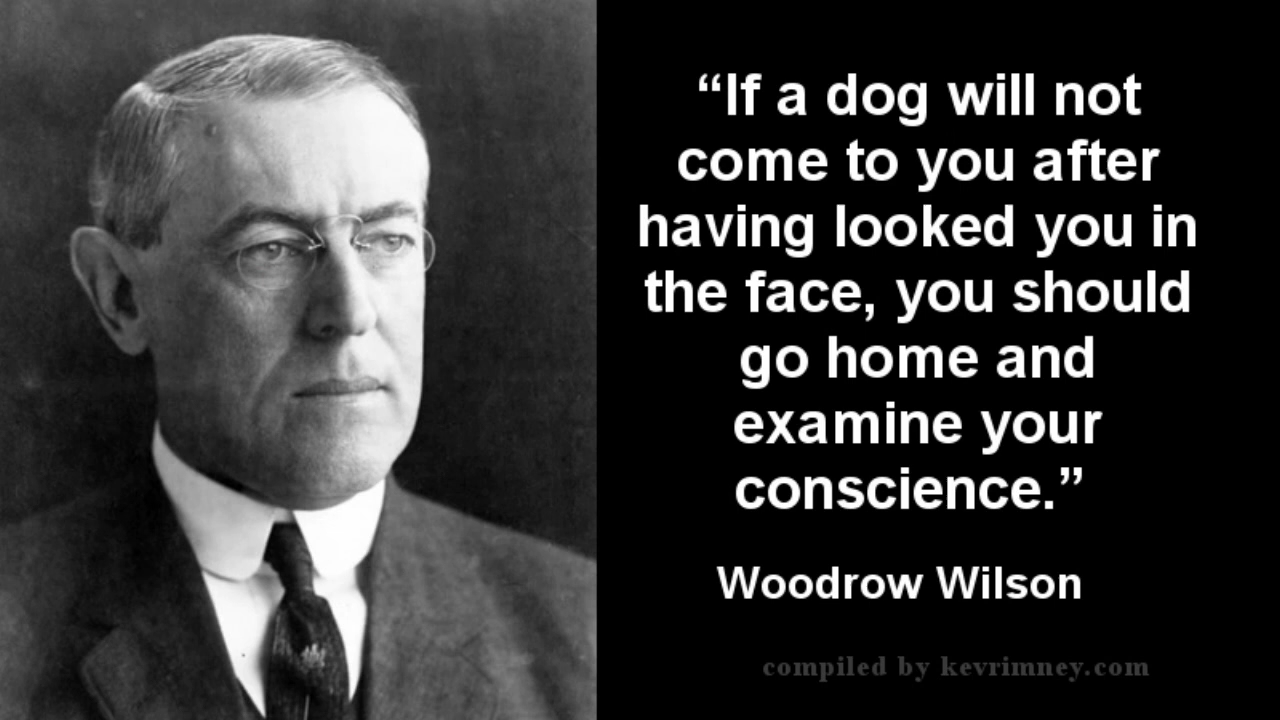 “If a dog will not
come to you after
having looked you in
the face, you should
go home and
examine your
conscience.”
Woodrow Wilson
compiled by kevrimney.com